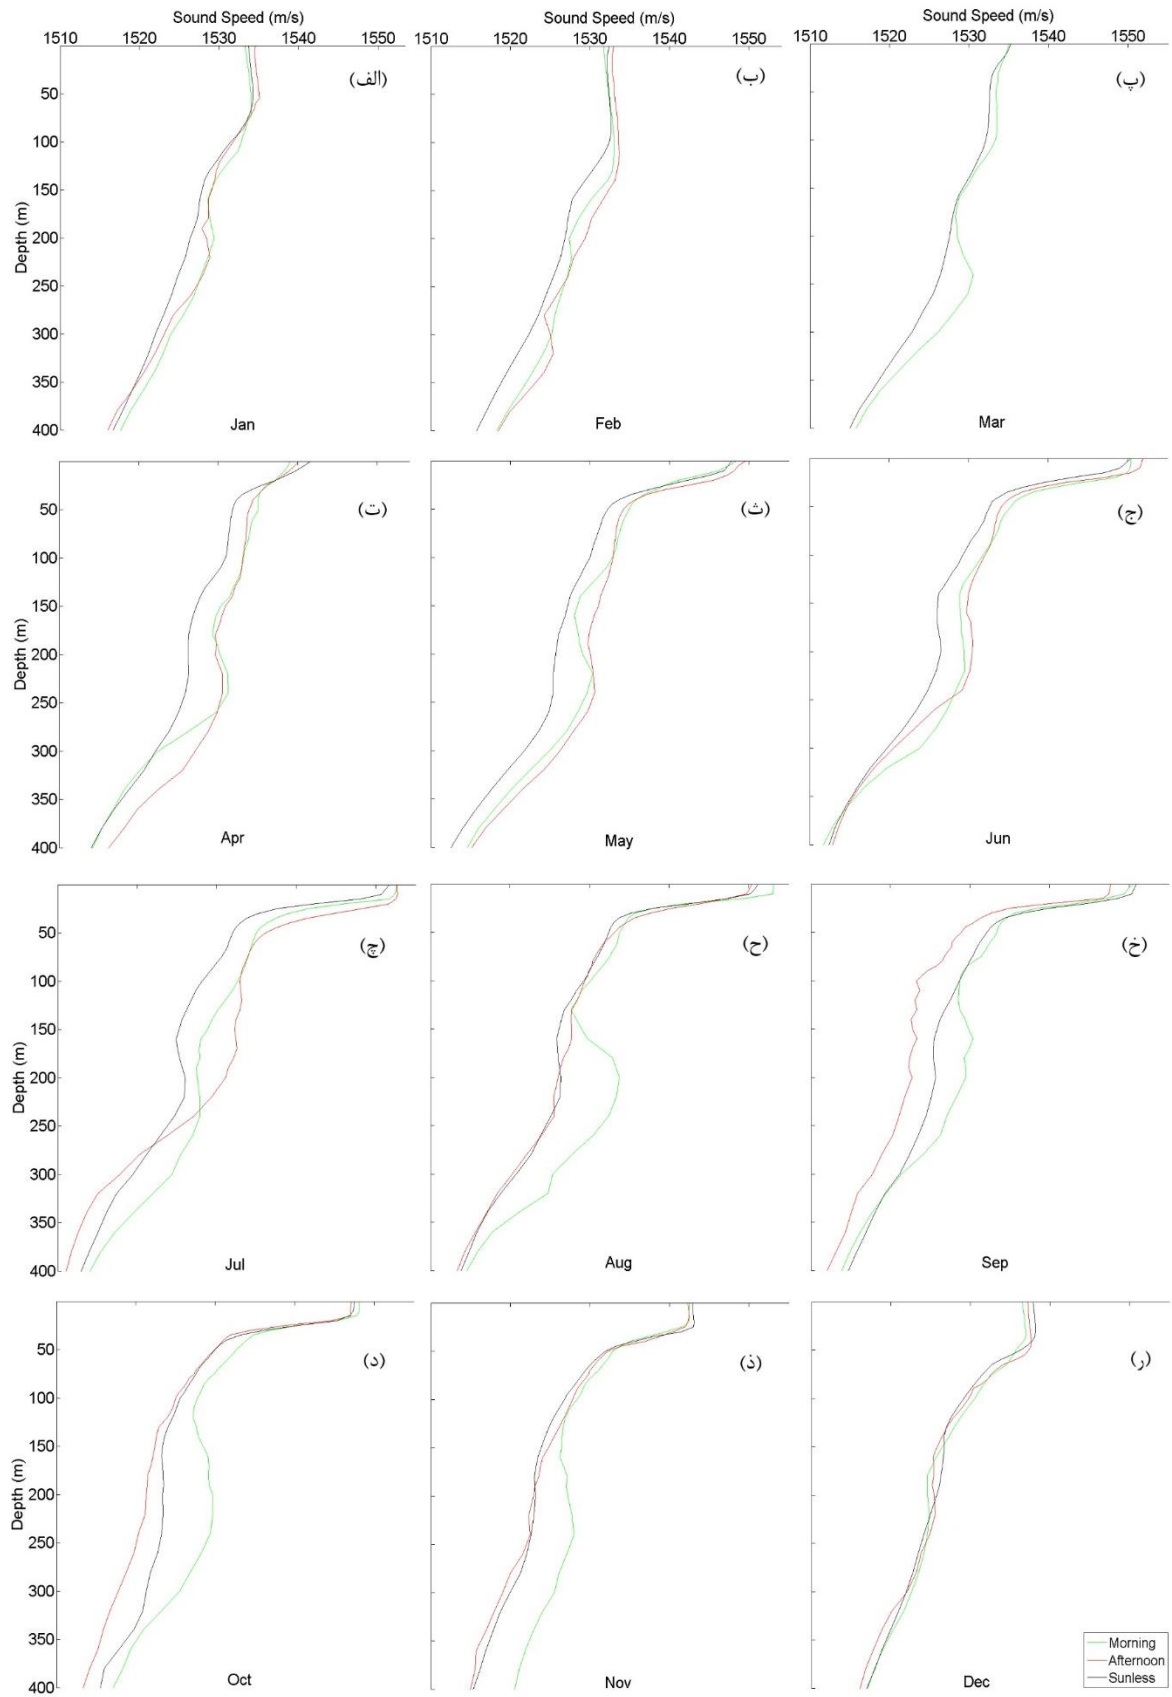 Sound Speed (m/s) Sound Speed (m/s) Sound Speed (m/s)
1510 1520 1530 1540 1550 1510 1520 1530 1540 1550 1510 1520 1530 1540 1550
(الف) (ب) (پ)
50
100
150
200
250
300
350
400
Depth (m)
Jan Feb Mar
(ت) (ث) (ج)
50
100
150
200
250
300
350
400
Depth (m)
Apr May Jun
(چ) (ح) (خ)
50
100
150
200
250
300
350
400
Depth (m)
Jul Aug Sep
(د) (ذ) (ر)
50
100
150
200
250
300
350
400
Depth (m)
Oct Nov Dec
Morning
Afternoon
Sunless